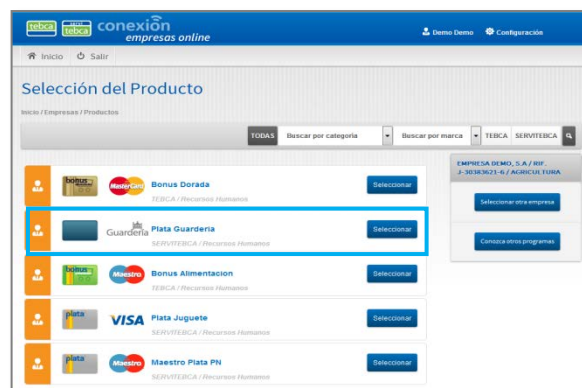 tebca servi tebca conexión
empresas online
Demo Demo Configuración
Inicio Salir
Selección del Producto
Inicio / Empresas / Productos
TODAS Buscar por categoria Buscar por marca TEBCA SERVITEBCA
EMPRESA DEMO, S.A / RIF.
J-30383621-6 / AGRICULTURA
Seleccionar otra empresa
Conozca otros programas
bonus MasterCard Bonus Dorada Seleccionar
TEBCA / Recursos Humanos
Guardería Plata Guarderia Seleccionar
SERVITEBCA / Recursos Humanos
bonus Maestro Bonus Alimentacion Seleccionar
TEBCA / Recursos Humanos
plata VISA Plata Juguete Seleccionar
SERVITEBCA / Recursos Humanos
plata Maestro Maestro Plata PN Seleccionar
SERVITEBCA / Recursos Humanos